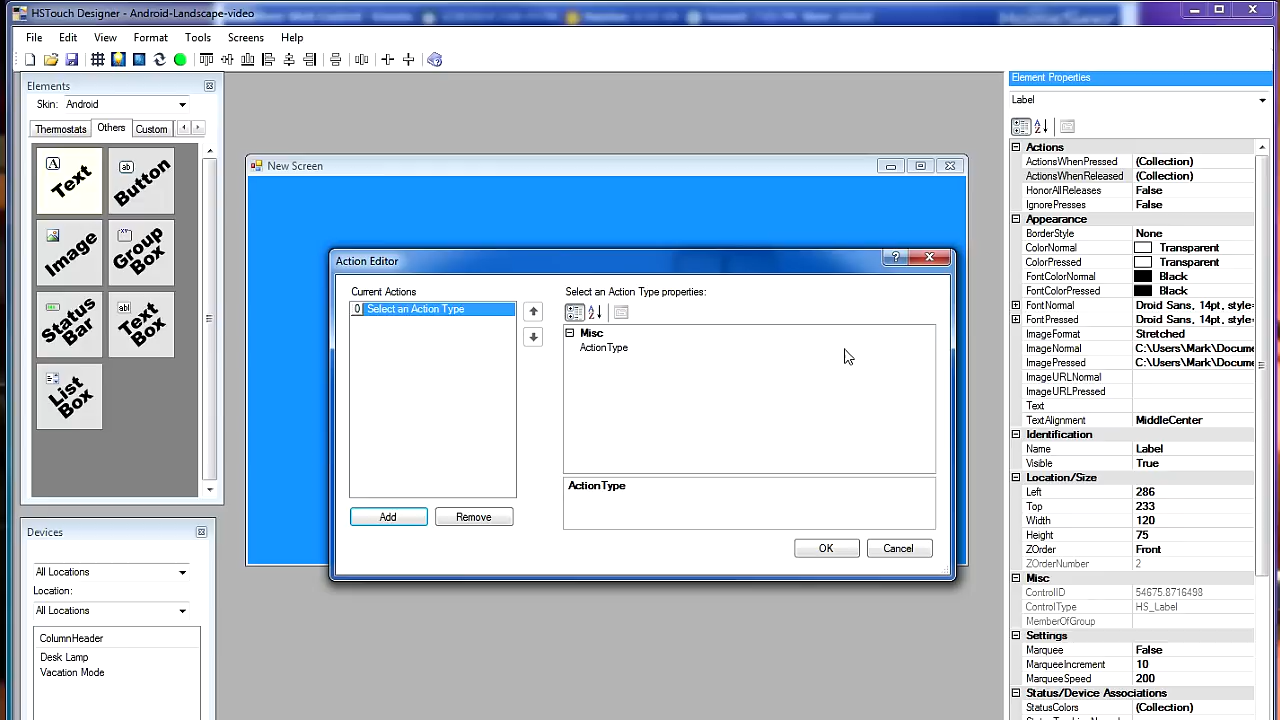 HSTouch Designer - Android-Landscape-video
File Edit View Format Tools Screens Help
Elements
Skin: Android
Thermostats Others Custom
A Text
ab Button
Image
Group Box
Status Bar
abl Text Box
List Box
Devices
All Locations
Location:
All Locations
ColumnHeader
Desk Lamp
Vacation Mode
New Screen
Action Editor
Current Actions
0 Select an Action Type
Add Remove
Select an Action Type properties:
Misc
ActionType
ActionType
OK Cancel
Element Properties
Label
Actions
ActionsWhenPressed (Collection)
ActionsWhenReleased (Collection)
HonorAllReleases False
IgnorePresses False
Appearance
BorderStyle None
ColorNormal Transparent
ColorPressed Transparent
FontColorNormal Black
FontColorPressed Black
FontNormal Droid Sans, 14pt, style=
FontPressed Droid Sans, 14pt, style=
ImageFormat Stretched
ImageNormal C:\Users\Mark\Docume
ImagePressed C:\Users\Mark\Docume
ImageURLNormal
ImageURLPressed
Text
TextAlignment MiddleCenter
Identification
Name Label
Visible True
Location/Size
Left 286
Top 233
Width 120
Height 75
ZOrder Front
ZOrderNumber 2
Misc
ControlID 54675.8716498
ControlType HS_Label
MemberOfGroup
Settings
Marquee False
MarqueeIncrement 10
MarqueeSpeed 200
Status/Device Associations
StatusColors (Collection)